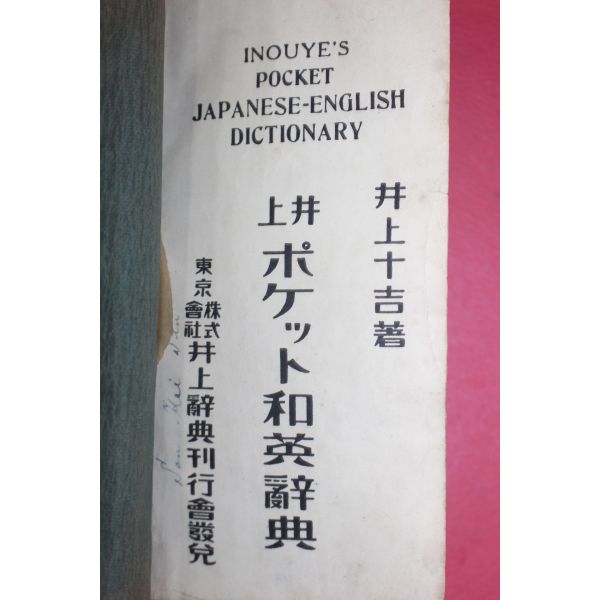 INOUYE'S
POCKET
JAPANESE-ENGLISH
DICTIONARY
井上十吉著
井上ポケット和英辭典
東京株式會社井上辭典刊行會發兌